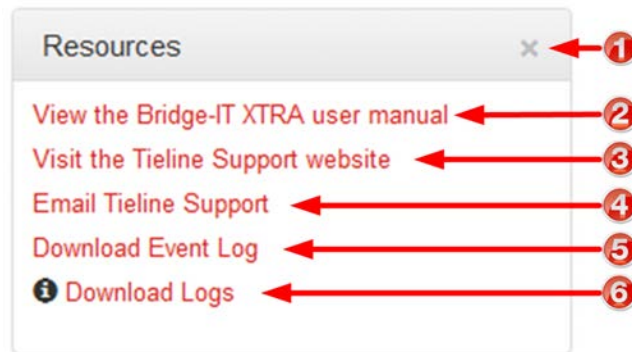 Resources × 1
View the Bridge-IT XTRA user manual 2
Visit the Tieline Support website 3
Email Tieline Support 4
Download Event Log 5
i Download Logs 6